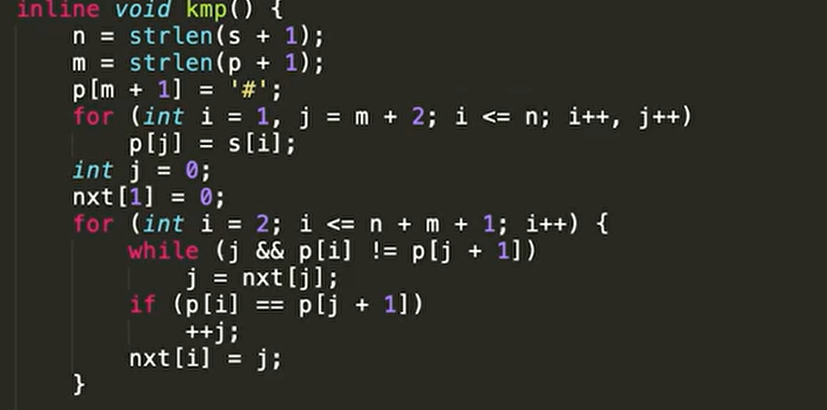 inline void kmp() {
n = strlen(s + 1);
m = strlen(p + 1);
p[m + 1] = '#';
for (int i = 1, j = m + 2; i <= n; i++, j++)
p[j] = s[i];
int j = 0;
nxt[1] = 0;
for (int i = 2; i <= n + m + 1; i++) {
while (j && p[i] != p[j + 1])
j = nxt[j];
if (p[i] == p[j + 1])
++j;
nxt[i] = j;
}